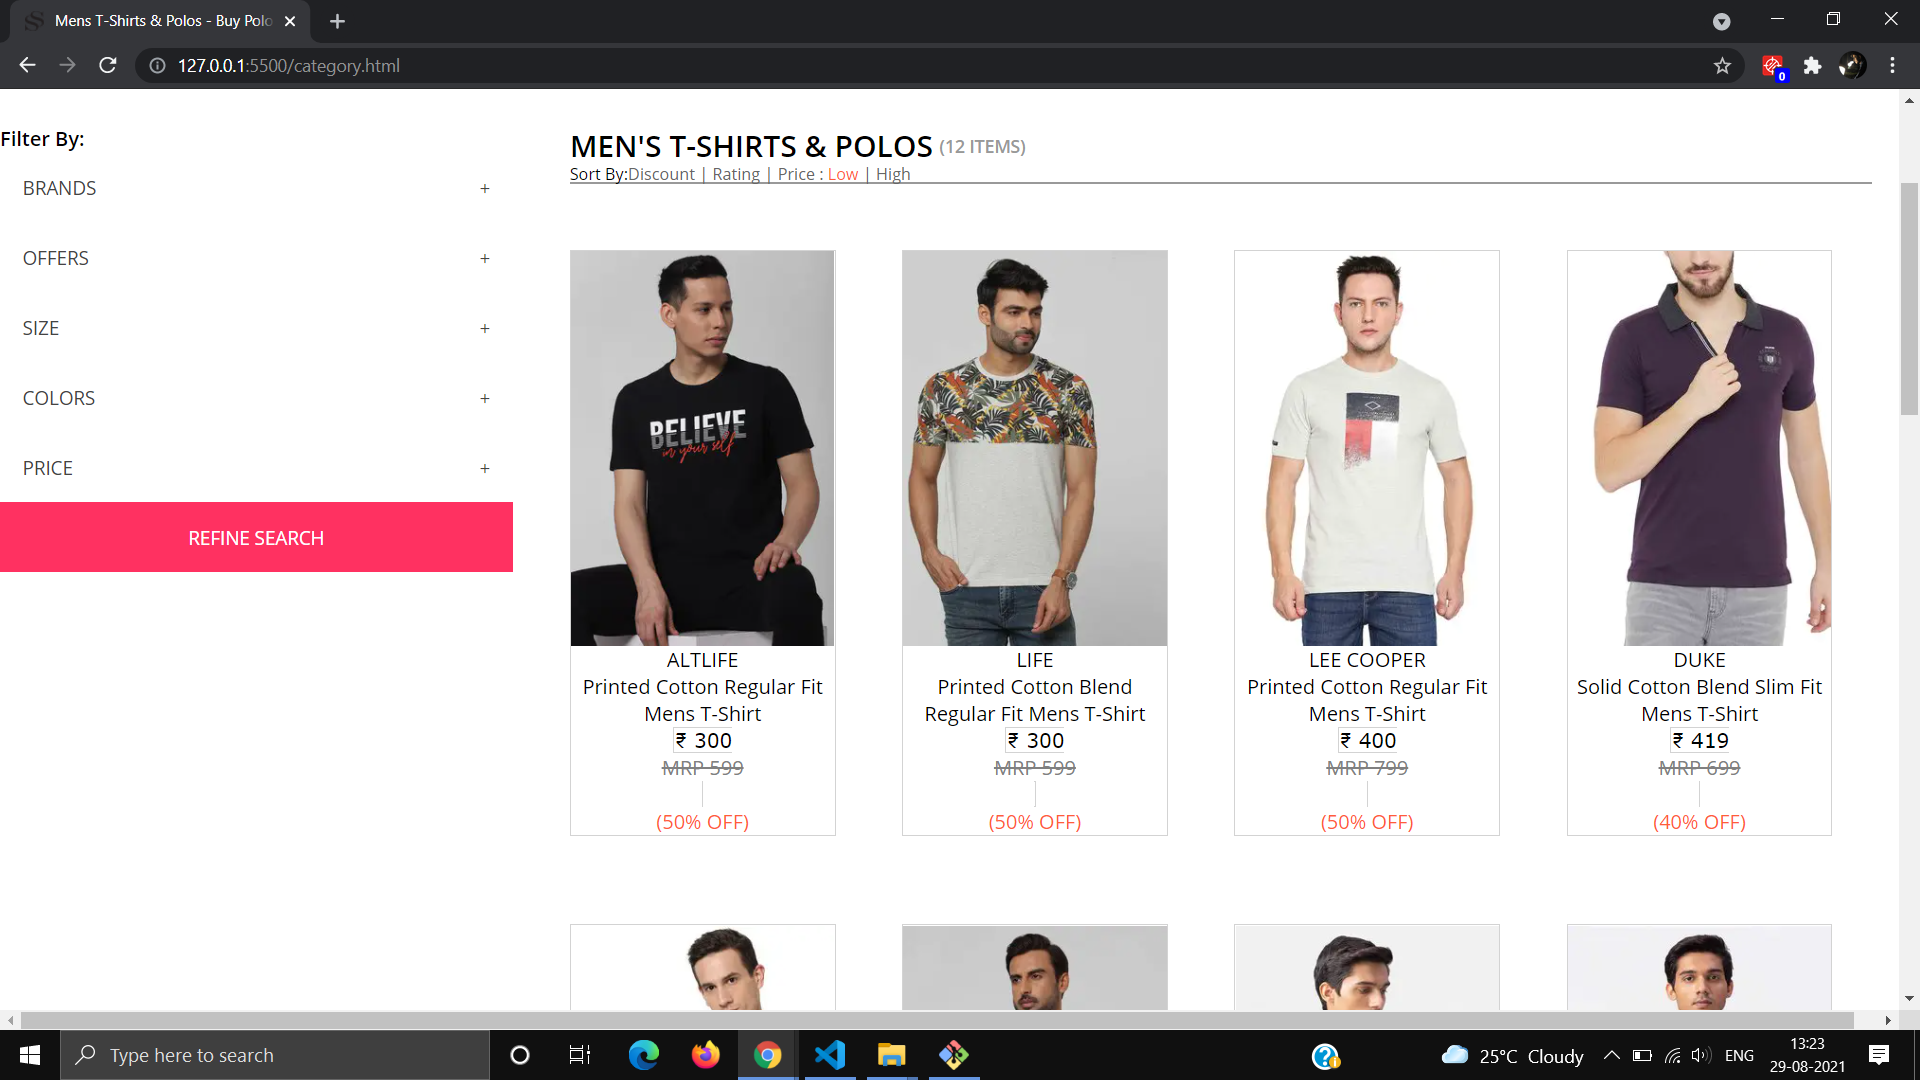 Mens T-Shirts & Polos - Buy Polo
127.0.0.1:5500/category.html
0
Filter By:
BRANDS +
OFFERS +
SIZE +
COLORS +
PRICE +
REFINE SEARCH
MEN'S T-SHIRTS & POLOS (12 ITEMS)
Sort By:Discount | Rating | Price : Low | High
BELIEVE
in your self
ALTLIFE
Printed Cotton Regular Fit
Mens T-Shirt
₹ 300
MRP 599
(50% OFF)
LIFE
Printed Cotton Blend
Regular Fit Mens T-Shirt
₹ 300
MRP 599
(50% OFF)
LEE COOPER
Printed Cotton Regular Fit
Mens T-Shirt
₹ 400
MRP 799
(50% OFF)
DUKE
Solid Cotton Blend Slim Fit
Mens T-Shirt
₹ 419
MRP 699
(40% OFF)
Type here to search
25°C Cloudy
ENG
13:23
29-08-2021